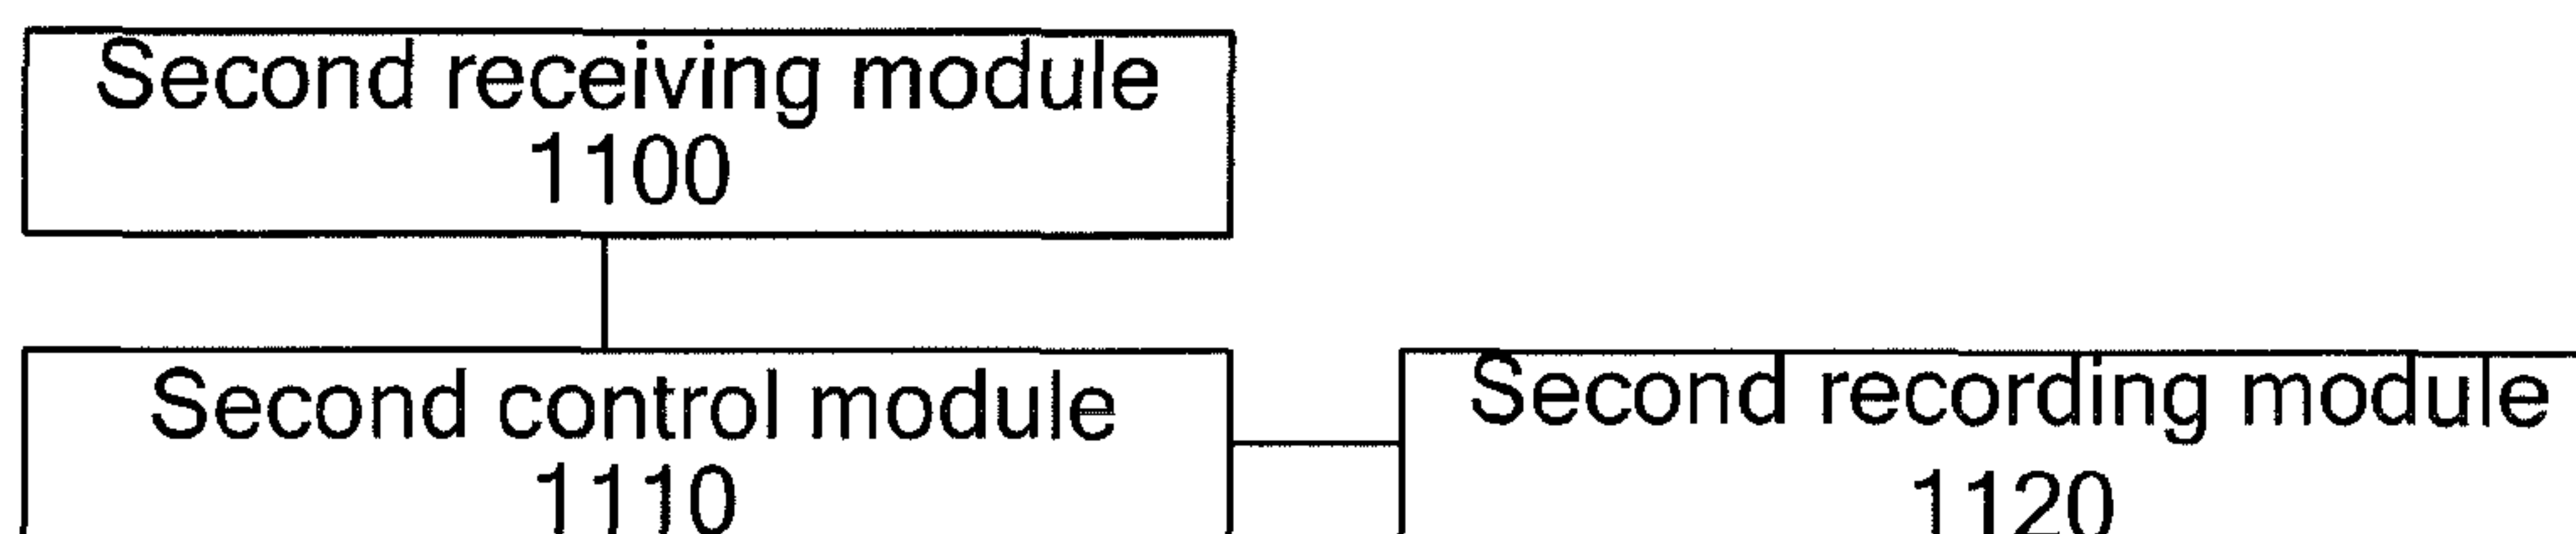 Second receiving module
1100
Second control module
1110
Second recording module
1120